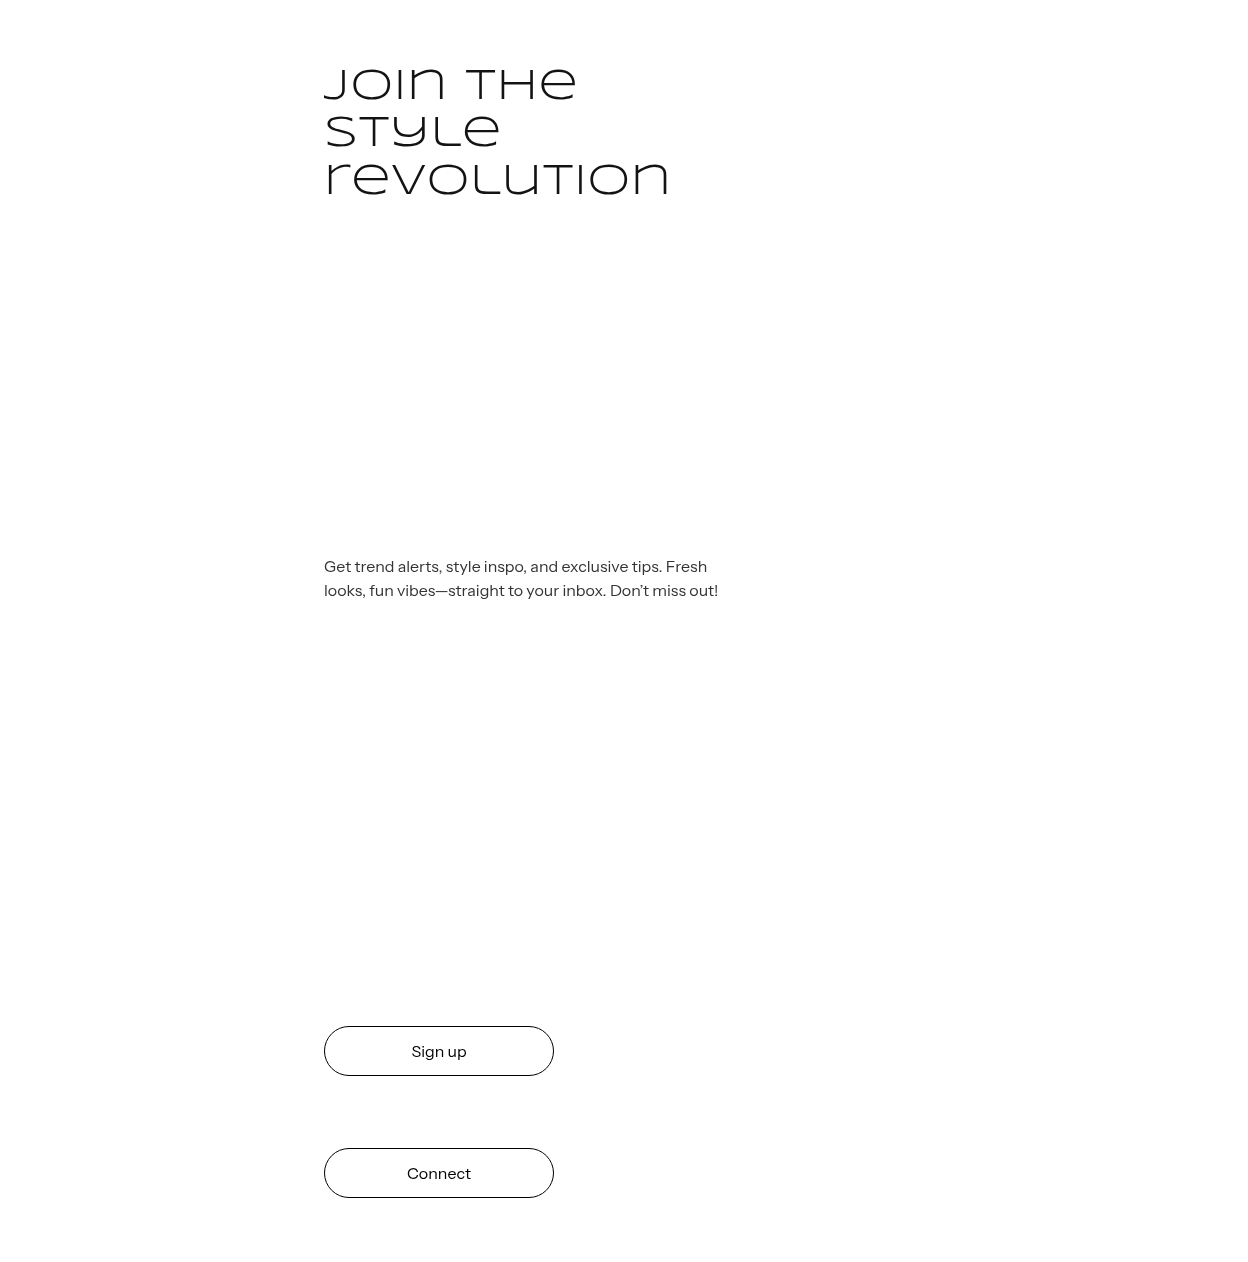 Join the
style
revolution
Get trend alerts, style inspo, and exclusive tips. Fresh
looks, fun vibes—straight to your inbox. Don’t miss out!
Sign up
Connect